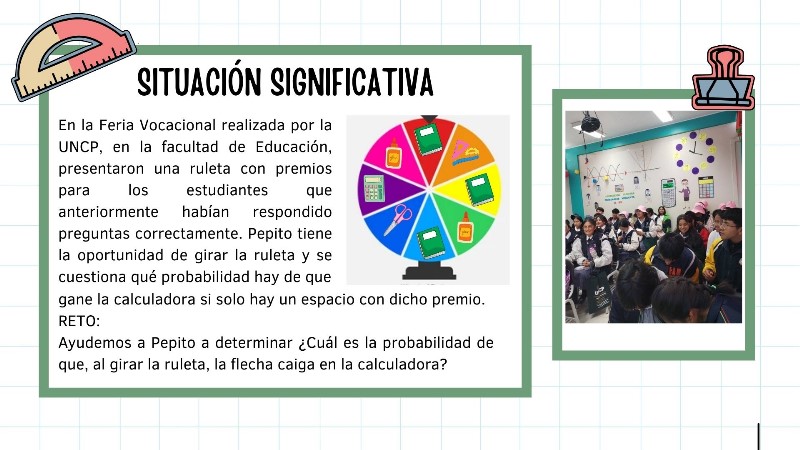 SITUACIÓN SIGNIFICATIVA
En la Feria Vocacional realizada por la
UNCP, en la facultad de Educación,
presentaron una ruleta con premios
para los estudiantes que
anteriormente habían respondido
preguntas correctamente. Pepito tiene
la oportunidad de girar la ruleta y se
cuestiona qué probabilidad hay de que
gane la calculadora si solo hay un espacio con dicho premio.
RETO:
Ayudemos a Pepito a determinar ¿Cuál es la probabilidad de
que, al girar la ruleta, la flecha caiga en la calculadora?